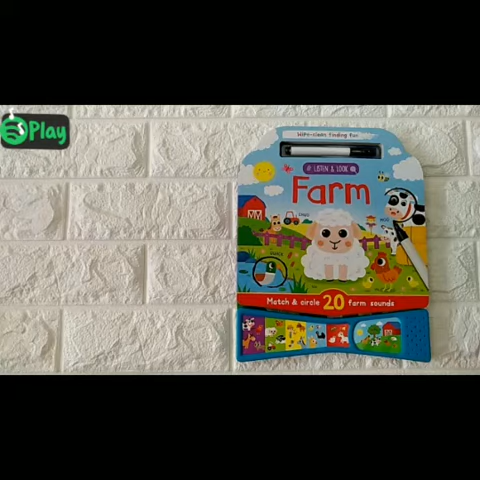 Play
Wipe-clean finding fun!
LISTEN & LOOK
Farm
Match & circle 20 farm sounds